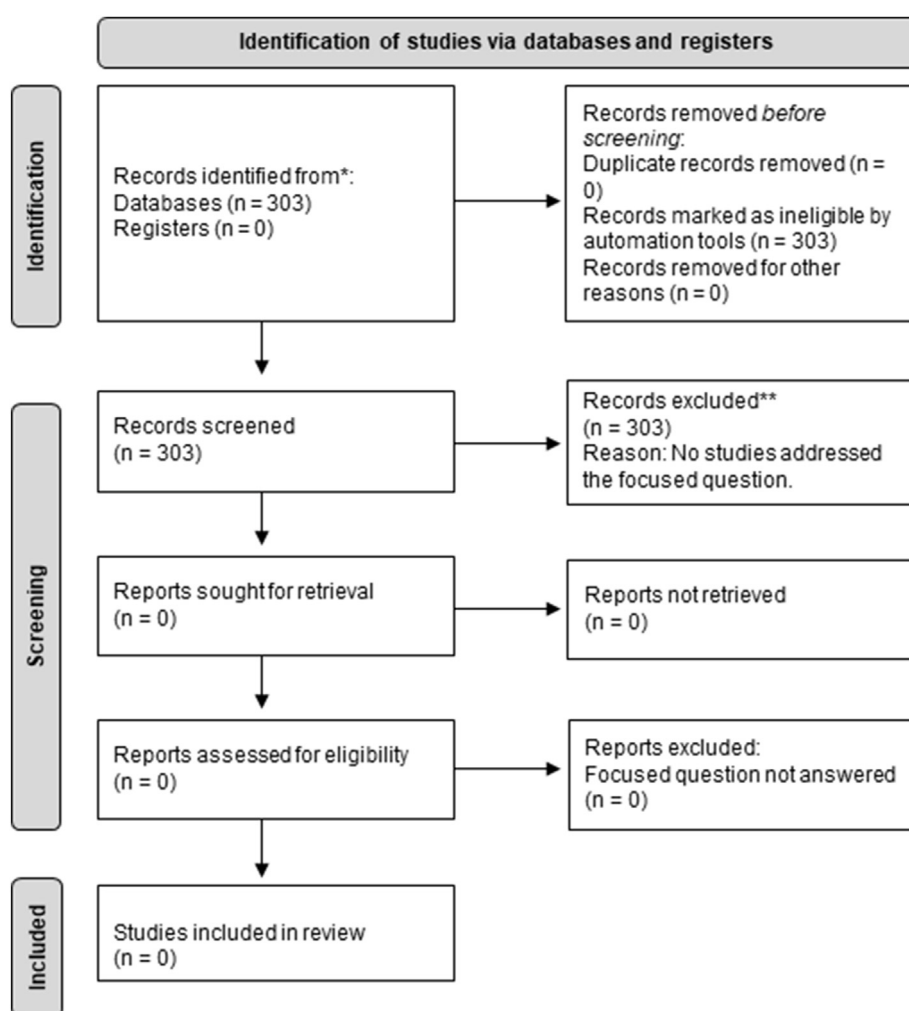 Identification of studies via databases and registers
Identification
Records identified from*:
Databases (n = 303)
Registers (n = 0)
Records removed before
screening:
Duplicate records removed (n =
0)
Records marked as ineligible by
automation tools (n = 303)
Records removed for other
reasons (n = 0)
Screening
Records screened
(n = 303)
Records excluded**
(n = 303)
Reason: No studies addressed
the focused question.
Reports sought for retrieval
(n = 0)
Reports not retrieved
(n = 0)
Reports assessed for eligibility
(n = 0)
Reports excluded:
Focused question not answered
(n = 0)
Included
Studies included in review
(n = 0)